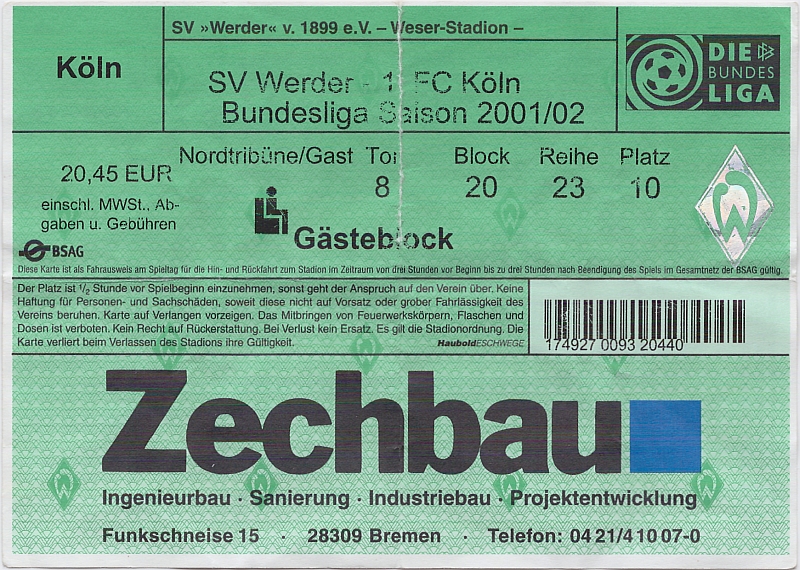 SV »Werder« v. 1899 e.V. – Weser-Stadion –
Köln
SV Werder - 1. FC Köln
Bundesliga Saison 2001/02
DIE
BUNDES
LIGA
Nordtribüne/Gast Tor Block Reihe Platz
20,45 EUR
8 20 23 10
einschl. MWSt., Ab-
gaben u. Gebühren
Gästeblock
BSAG
Diese Karte ist als Fahrausweis am Spieltag für die Hin- und Rückfahrt zum Stadion im Zeitraum von drei Stunden vor Beginn bis zu drei Stunden nach Beendigung des Spiels im Gesamtnetz der BSAG gültig.
Der Platz ist 1/2 Stunde vor Spielbeginn einzunehmen, sonst geht der Anspruch auf den Verein über. Keine
Haftung für Personen- und Sachschäden, soweit diese nicht auf Vorsatz oder grober Fahrlässigkeit des
Vereins beruhen. Karte auf Verlangen vorzeigen. Das Mitbringen von Feuerwerkskörpern, Flaschen und
Dosen ist verboten. Kein Recht auf Rückerstattung. Bei Verlust kein Ersatz. Es gilt die Stadionordnung. Die
Karte verliert beim Verlassen des Stadions ihre Gültigkeit.
HauboldESCHWEGE
174927 0093 20440
Zechbau
Ingenieurbau · Sanierung · Industriebau · Projektentwicklung
Funkschneise 15 · 28309 Bremen · Telefon: 04 21/4 10 07-0